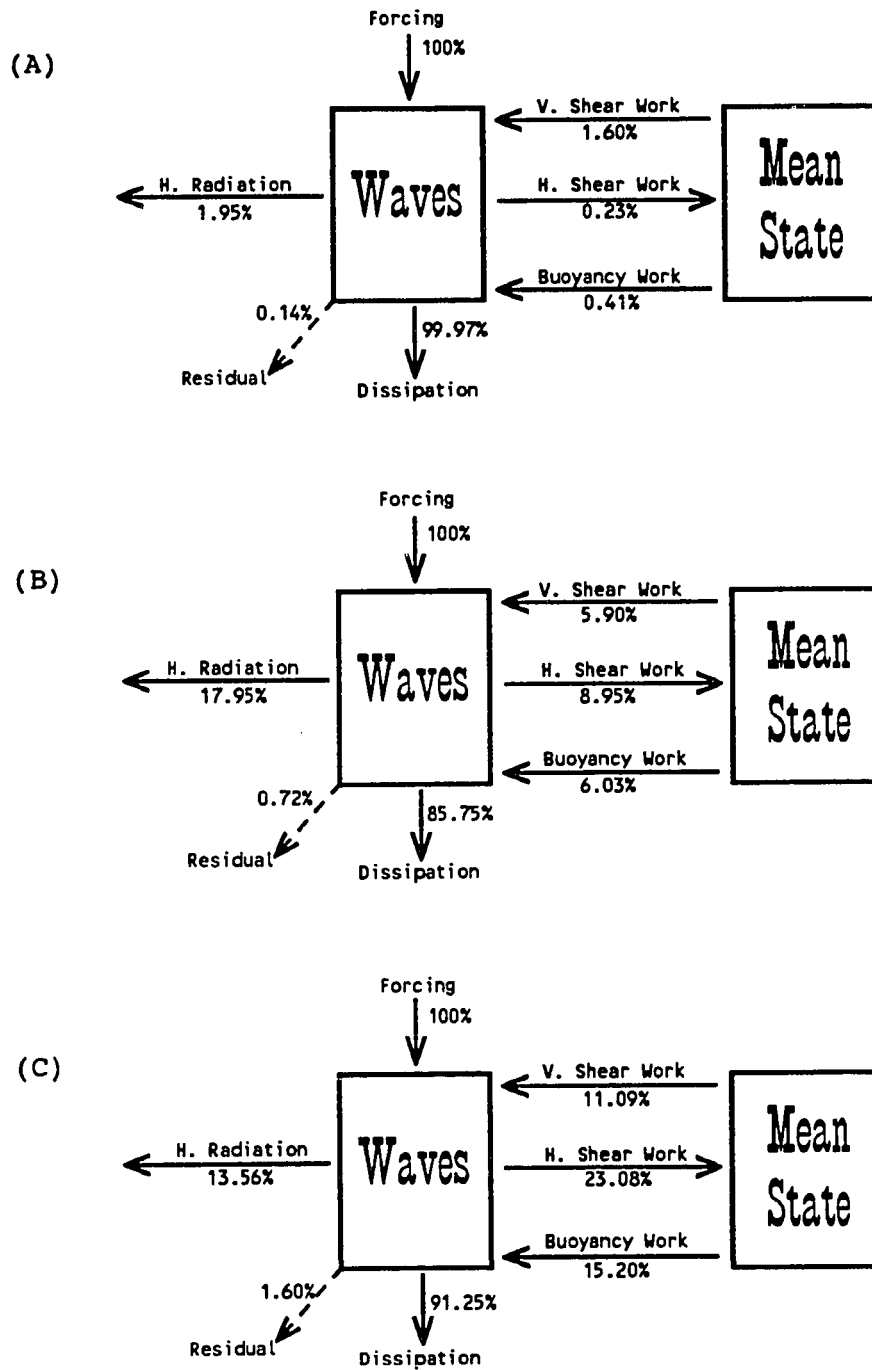 (A)
Forcing
100%
V. Shear Work
1.60%
H. Radiation
1.95%
Waves
H. Shear Work
0.23%
Mean
State
Buoyancy Work
0.41%
0.14%
Residual
99.97%
Dissipation
(B)
Forcing
100%
V. Shear Work
5.90%
H. Radiation
17.95%
Waves
H. Shear Work
8.95%
Mean
State
Buoyancy Work
6.03%
0.72%
Residual
85.75%
Dissipation
(C)
Forcing
100%
V. Shear Work
11.09%
H. Radiation
13.56%
Waves
H. Shear Work
23.08%
Mean
State
Buoyancy Work
15.20%
1.60%
Residual
91.25%
Dissipation